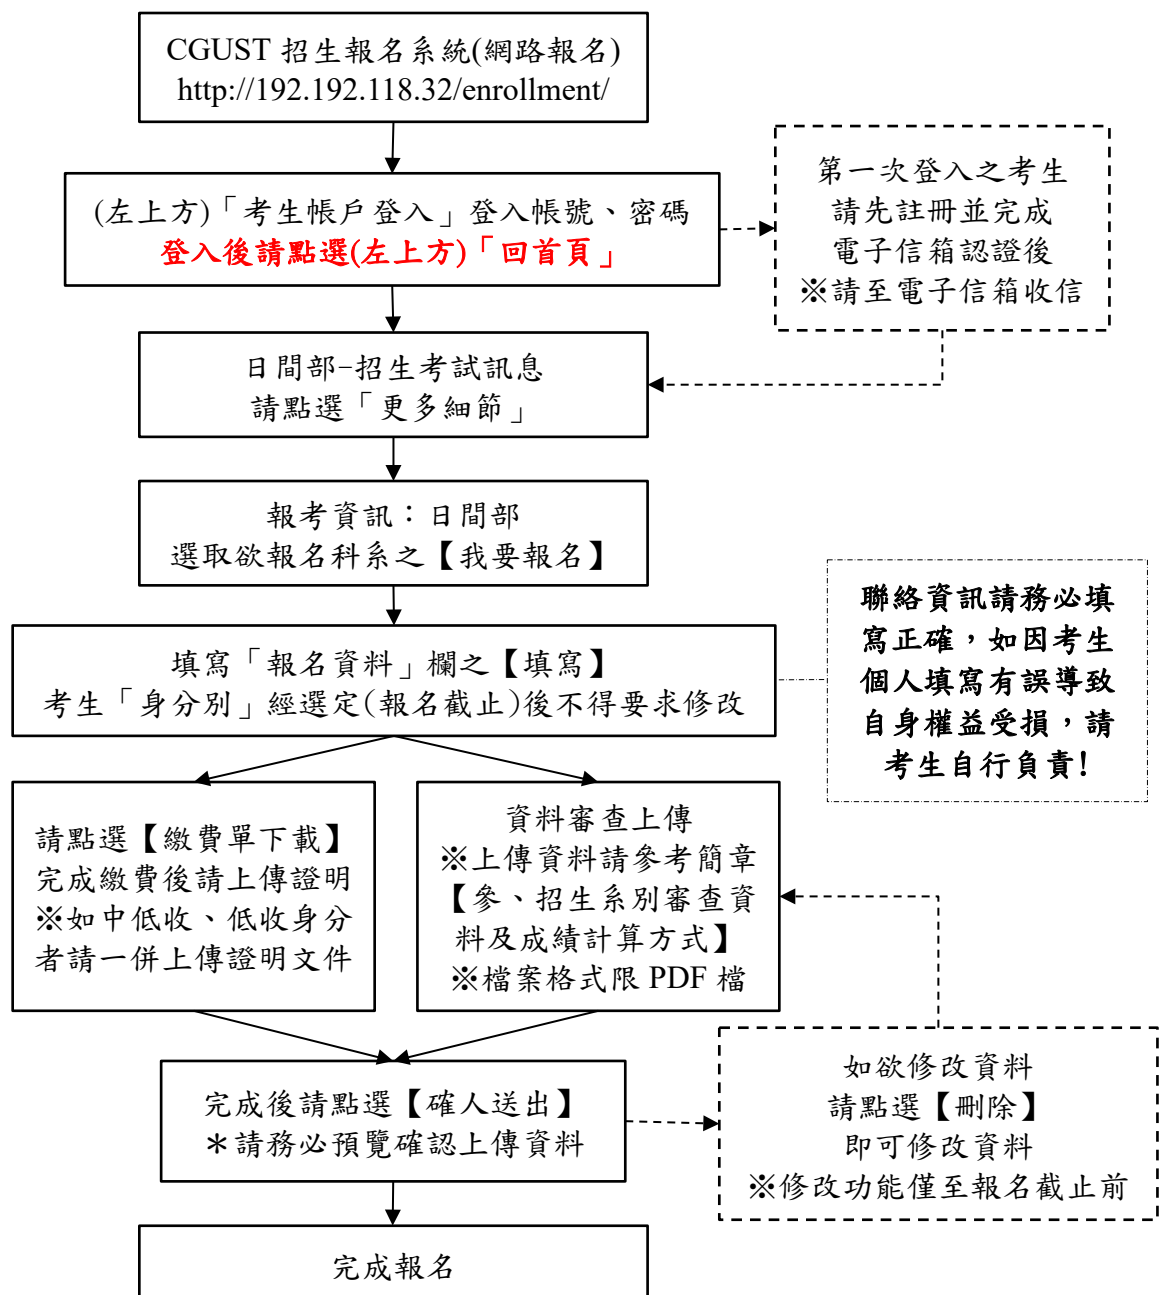 CGUST 招生報名系統(網路報名)
http://192.192.118.32/enrollment/
(左上方)「考生帳戶登入」登入帳號、密碼
登入後請點選(左上方)「回首頁」
第一次登入之考生
請先註冊並完成
電子信箱認證後
※請至電子信箱收信
日間部-招生考試訊息
請點選「更多細節」
報考資訊：日間部
選取欲報名科系之【我要報名】
填寫「報名資料」欄之【填寫】
考生「身分別」經選定(報名截止)後不得要求修改
聯絡資訊請務必填
寫正確，如因考生
個人填寫有誤導致
自身權益受損，請
考生自行負責!
請點選【繳費單下載】
完成繳費後請上傳證明
※如中低收、低收身分
者請一併上傳證明文件
資料審查上傳
※上傳資料請參考簡章
【參、招生系別審查資
料及成績計算方式】
※檔案格式限 PDF 檔
完成後請點選【確人送出】
＊請務必預覽確認上傳資料
如欲修改資料
請點選【刪除】
即可修改資料
※修改功能僅至報名截止前
完成報名